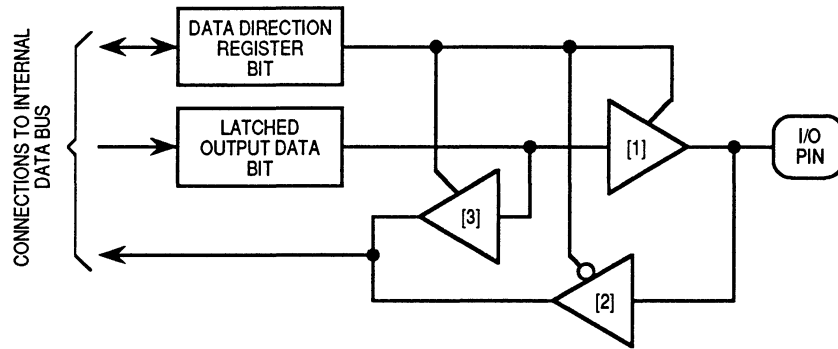 CONNECTIONS TO INTERNAL
DATA BUS
DATA DIRECTION
REGISTER
BIT
LATCHED
OUTPUT DATA
BIT
[1]
I/O
PIN
[3]
[2]